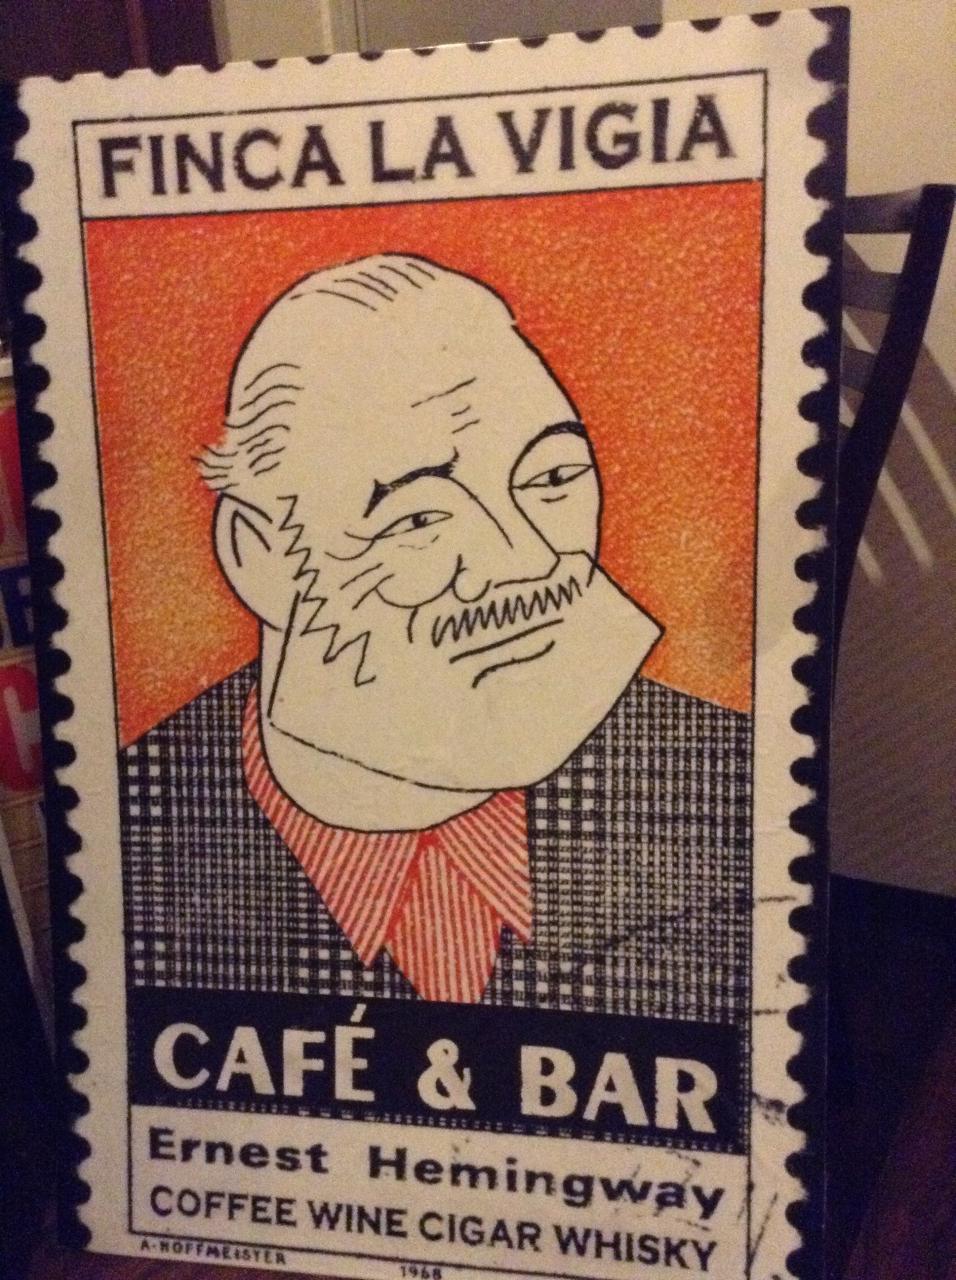 FINCA LA VIGIA
CAFÉ & BAR
Ernest Hemingway
COFFEE WINE CIGAR WHISKY
A·HOFFMEISTER
1968